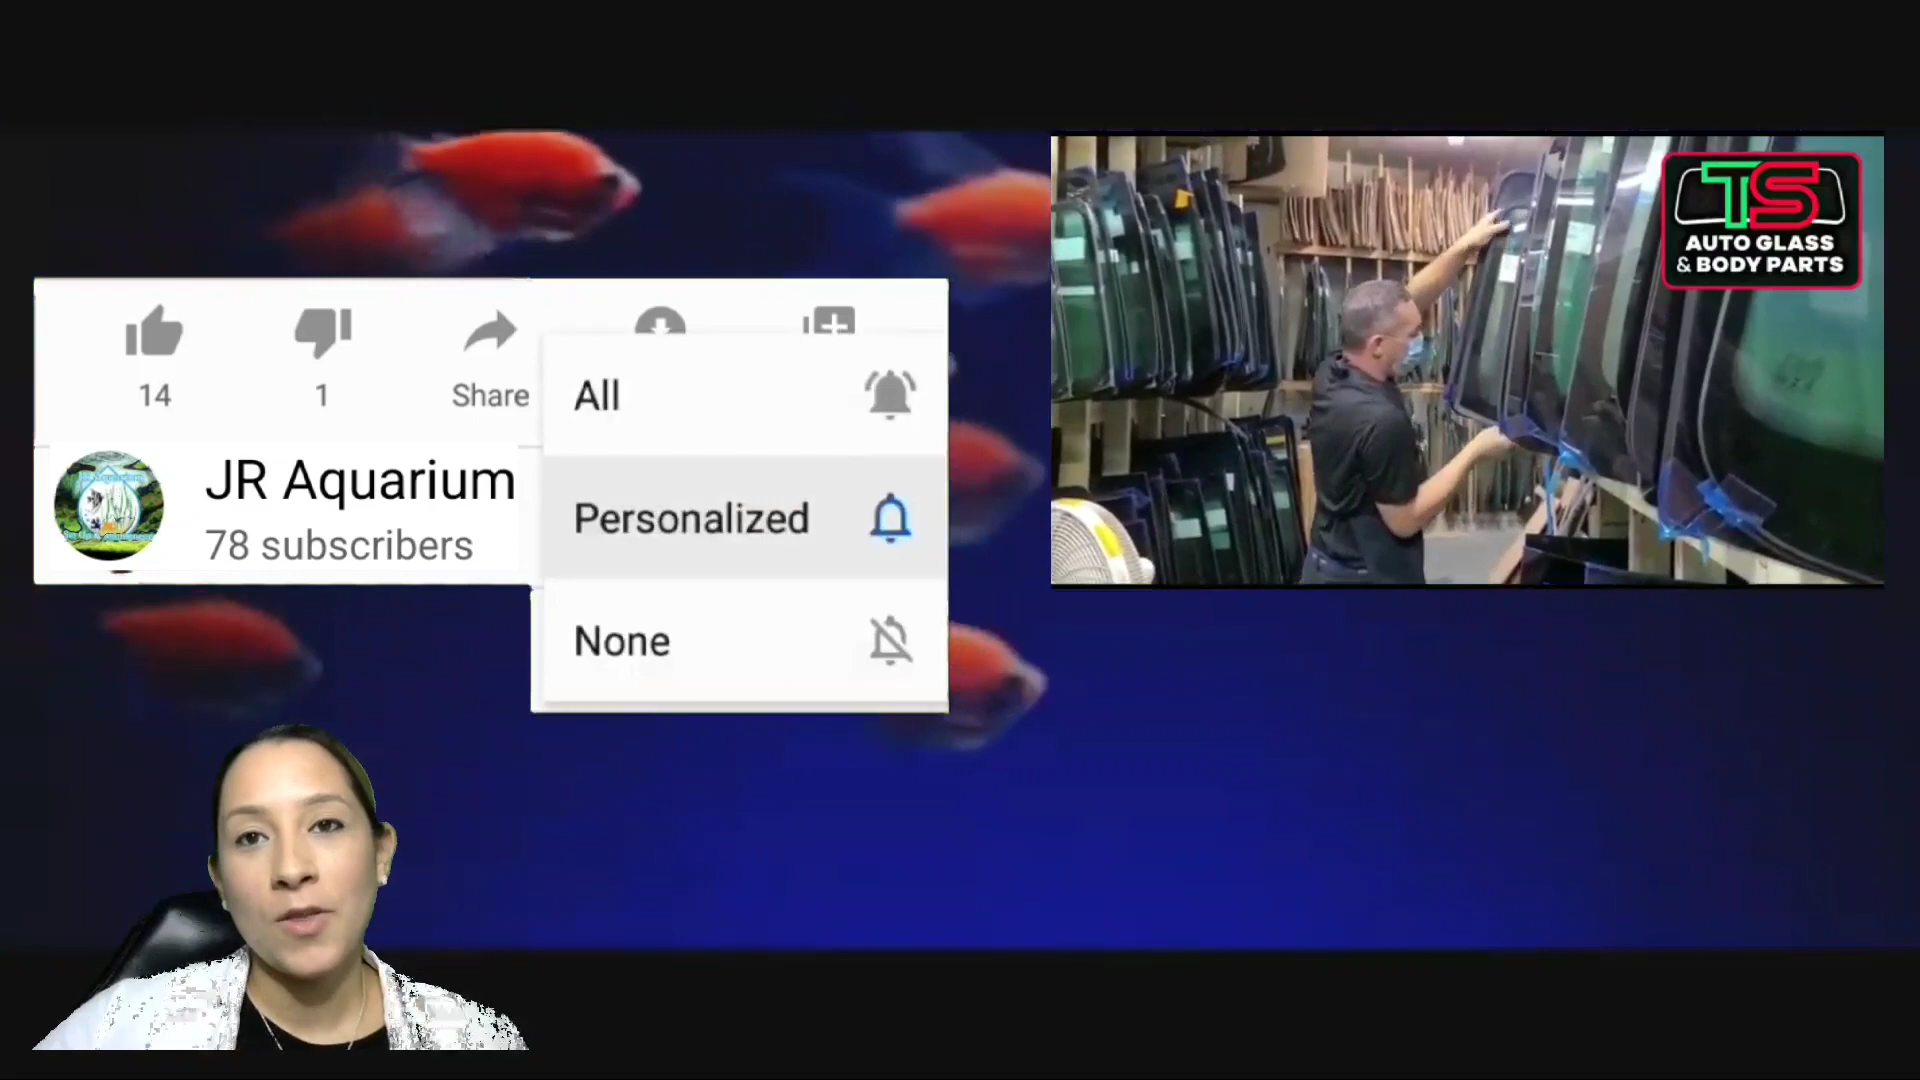 14
1
Share
JR Aquarium
78 subscribers
All
Personalized
None
TS
AUTO GLASS
& BODY PARTS